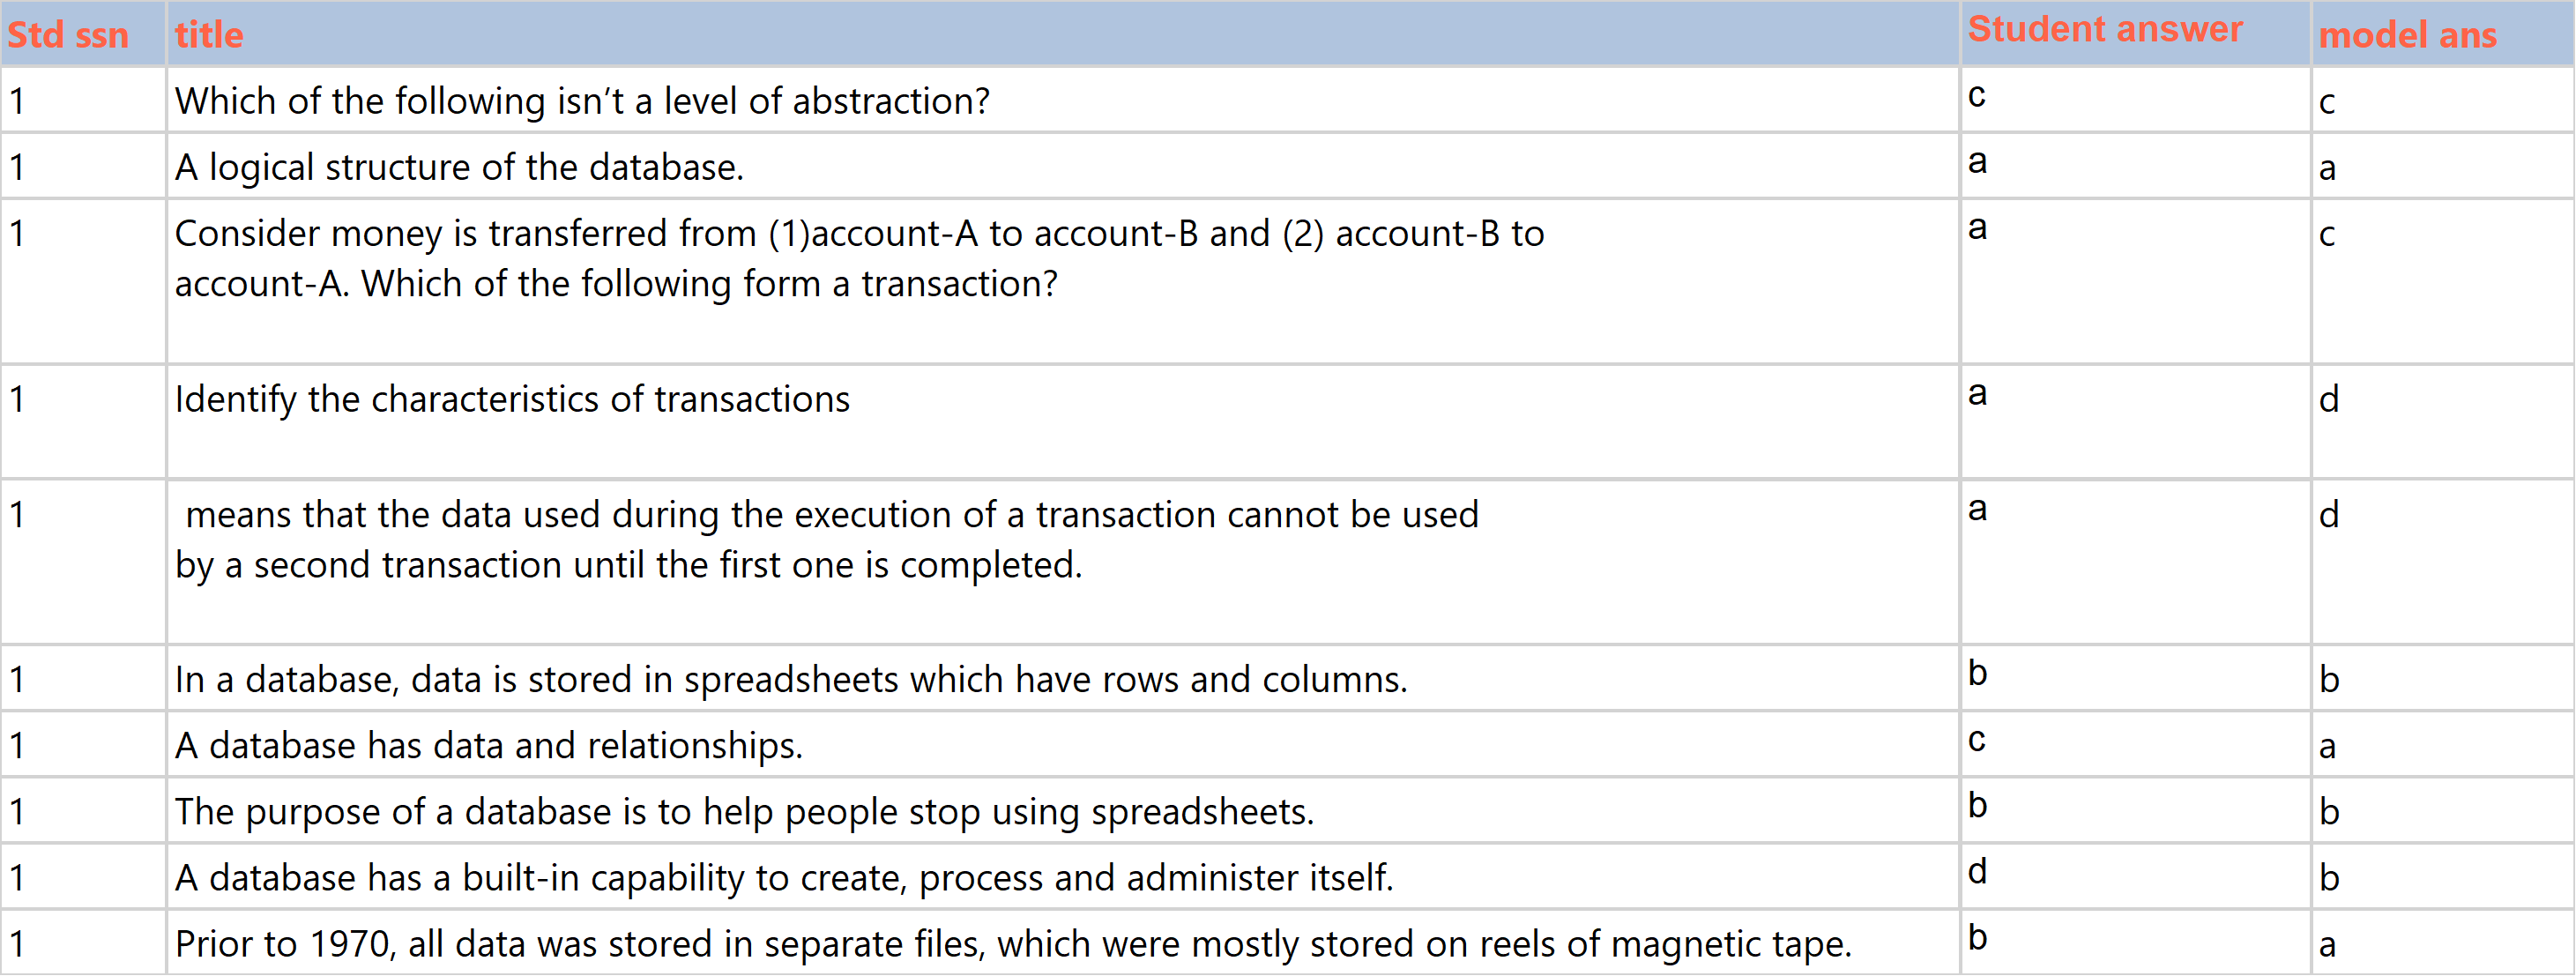 Std ssn title Student answer model ans
1 Which of the following isn’t a level of abstraction? c c
1 A logical structure of the database. a a
1 Consider money is transferred from (1)account-A to account-B and (2) account-B to a c
account-A. Which of the following form a transaction?
1 Identify the characteristics of transactions a d
1 means that the data used during the execution of a transaction cannot be used a d
by a second transaction until the first one is completed.
1 In a database, data is stored in spreadsheets which have rows and columns. b b
1 A database has data and relationships. c a
1 The purpose of a database is to help people stop using spreadsheets. b b
1 A database has a built-in capability to create, process and administer itself. d b
1 Prior to 1970, all data was stored in separate files, which were mostly stored on reels of magnetic tape. b a